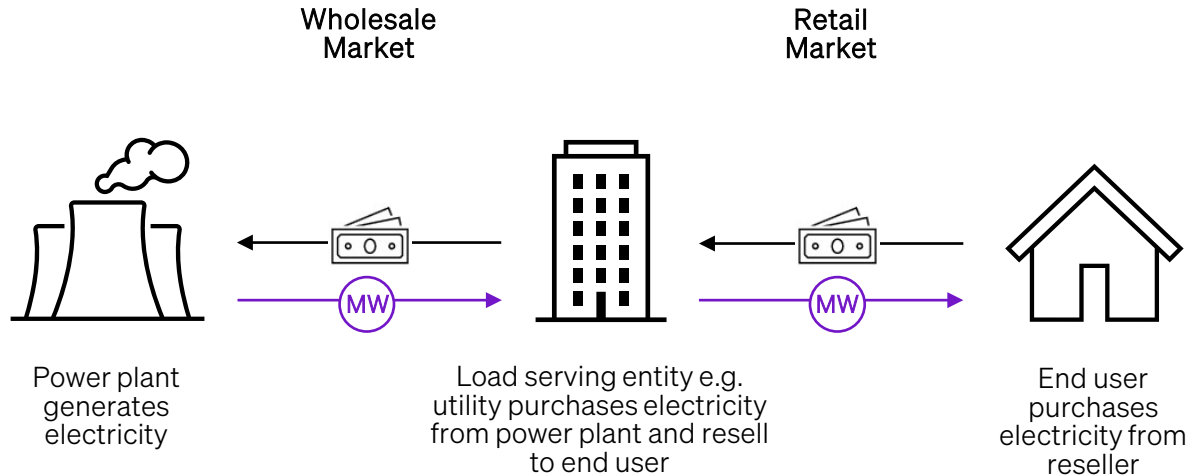 Wholesale
Market
Retail
Market
MW
MW
Power plant
generates
electricity
Load serving entity e.g.
utility purchases electricity
from power plant and resell
to end user
End user
purchases
electricity from
reseller